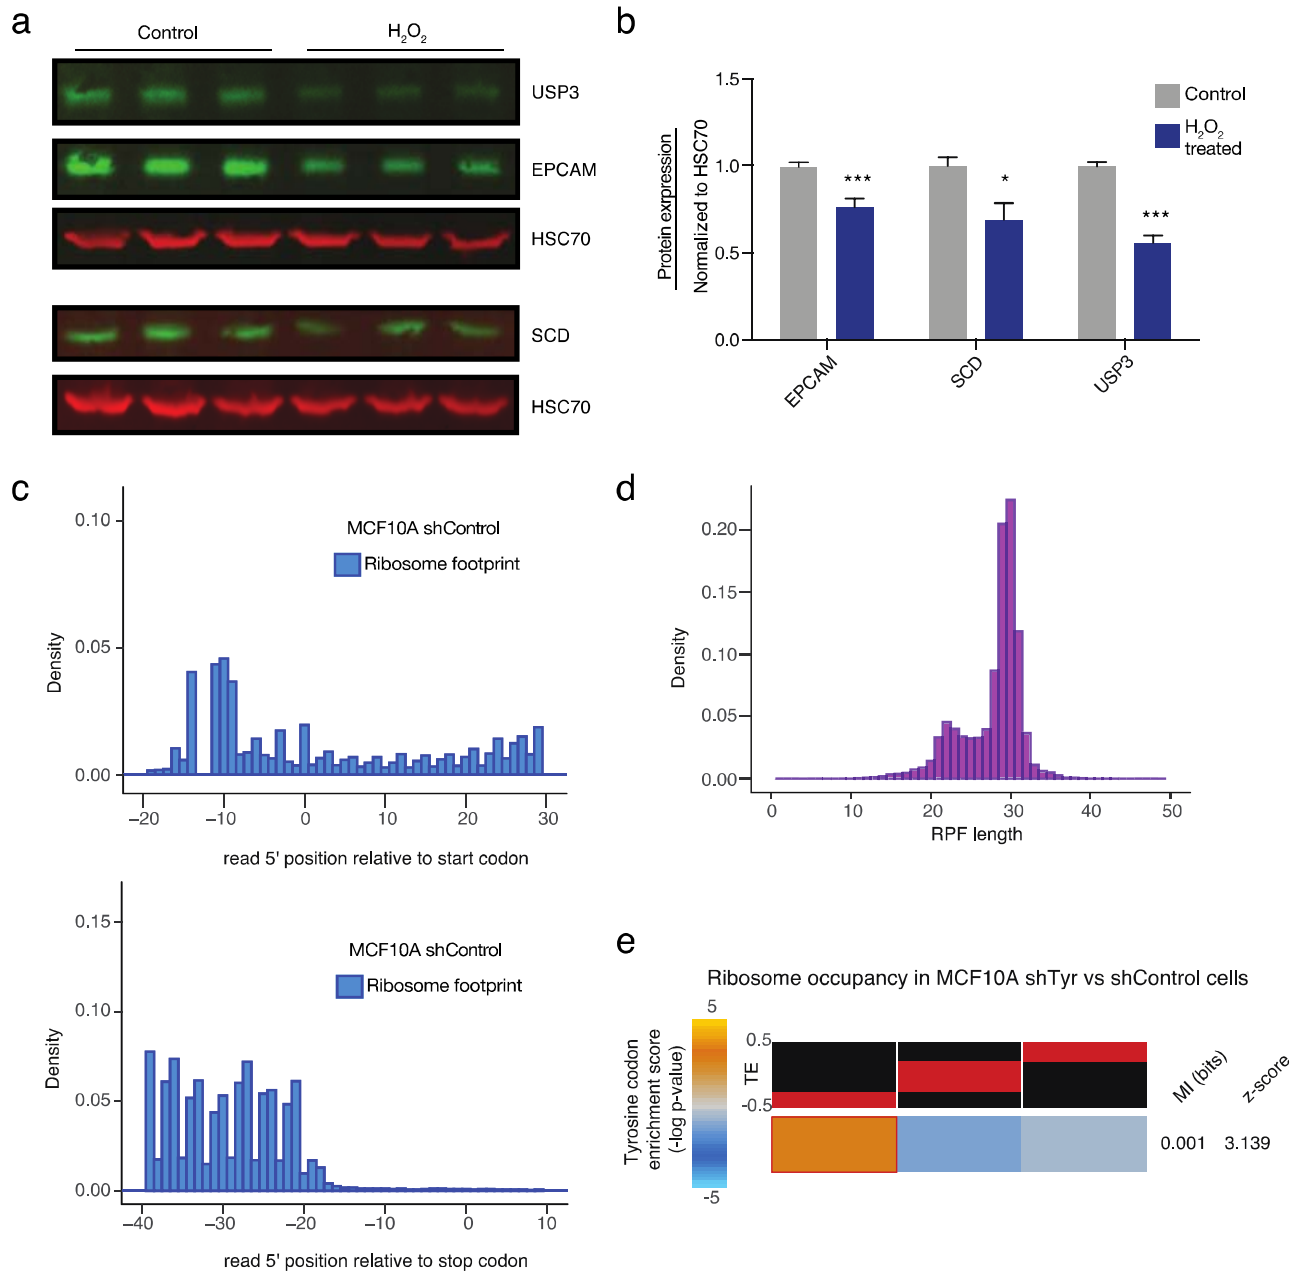 a
Control
H₂O₂
USP3
EPCAM
HSC70
SCD
HSC70
b
Protein exrpression
Normalized to HSC70
1.5
1.0
0.5
0.0
Control
H₂O₂
treated
***
*
***
EPCAM
SCD
USP3
c
Density
0.10
0.05
0.00
MCF10A shControl
Ribosome footprint
−20
−10
0
10
20
30
read 5' position relative to start codon
Density
0.15
0.10
0.05
0.00
MCF10A shControl
Ribosome footprint
−40
−30
−20
−10
0
10
read 5' position relative to stop codon
d
Density
0.20
0.15
0.10
0.05
0.00
0
10
20
30
40
50
RPF length
e
Ribosome occupancy in MCF10A shTyr vs shControl cells
Tyrosine codon
enrichment score
(-log p-value)
5
-5
0.5
TE
-0.5
MI (bits)
z-score
0.001
3.139